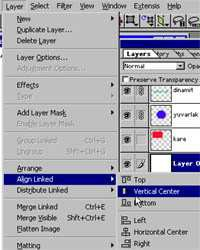 Layer Select Filter View Window Extensis Help
New
Duplicate Layer...
Delete Layer
Layer Options...
Adjustment Options...
Effects
Type
Add Layer Mask
Enable Layer Mask
Group Linked Ctrl+G
Ungroup
Arrange
Align Linked
Distribute Linked
Merge Linked Ctrl+E
Merge Visible Shft+Ctrl+E
Flatten Image
Matting
Layers
Normal Opacity
Preserve Transparency
dinamit
yuvarlak
kare
Layer
Top
Vertical Center
Bottom
Left
Horizontal Center
Right